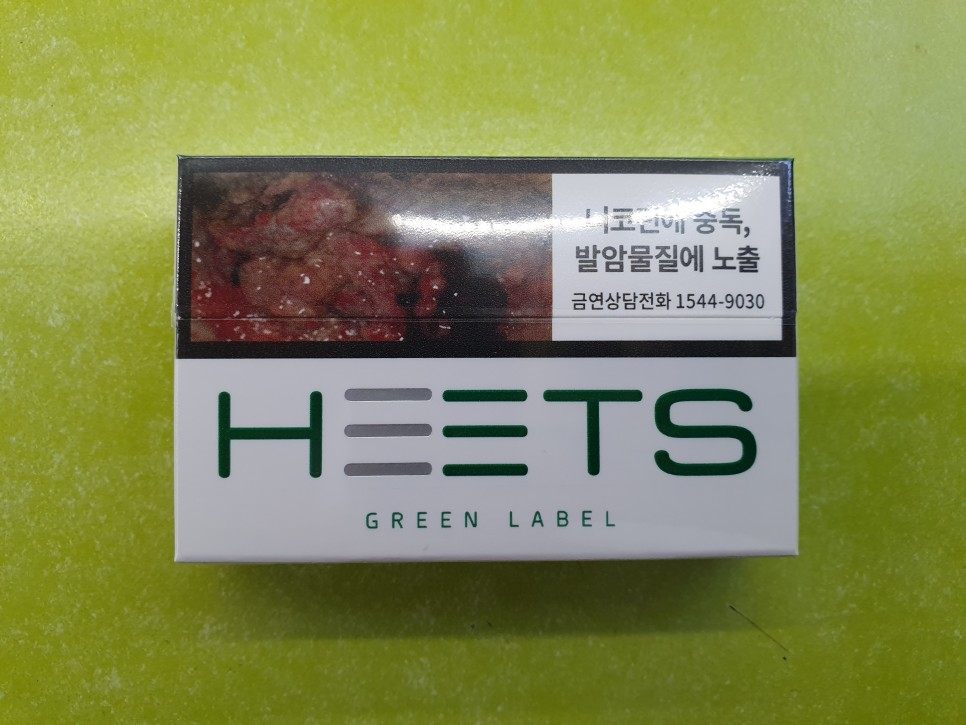 니코틴에 중독,
발암물질에 노출
금연상담전화 1544-9030
HEETS
GREEN LABEL